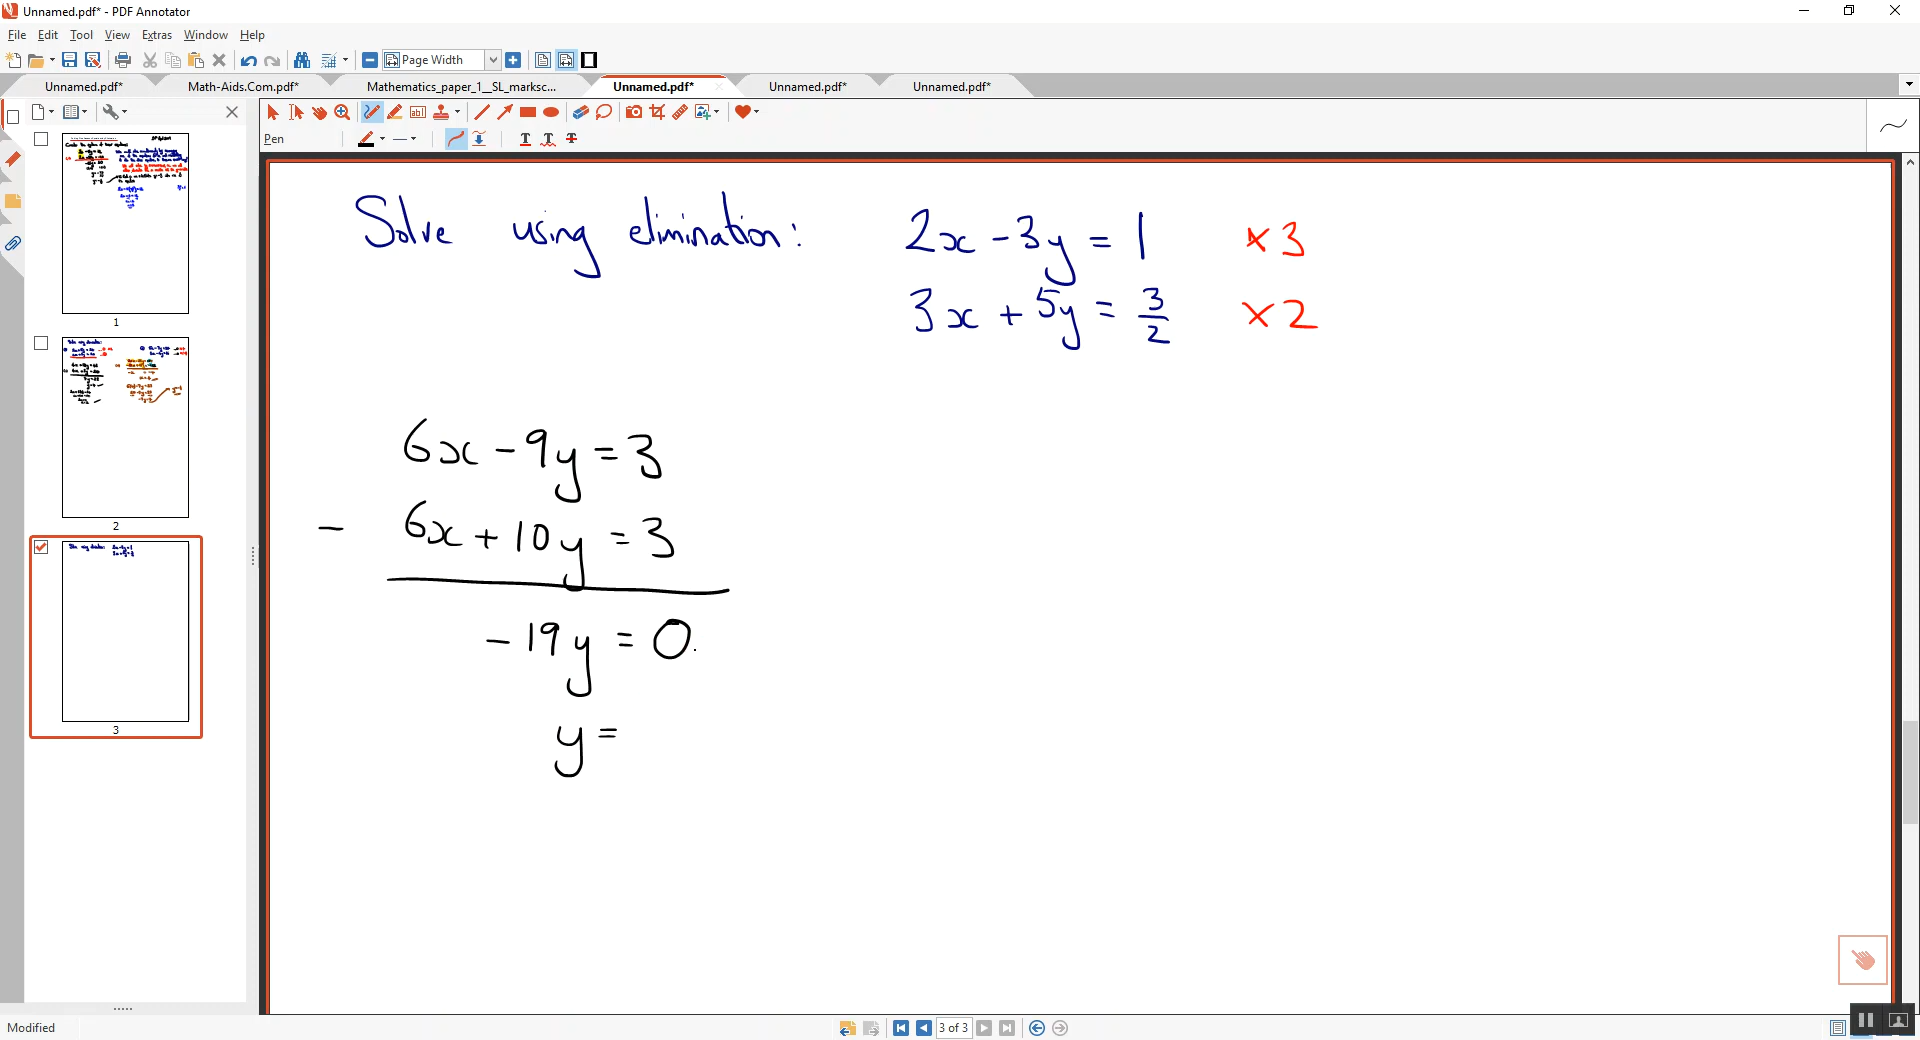 Unnamed.pdf* - PDF Annotator
File Edit Tool View Extras Window Help
Page Width
Unnamed.pdf* Math-Aids.Com.pdf* Mathematics_paper_1__SL_marksc... Unnamed.pdf* Unnamed.pdf* Unnamed.pdf*
Pen
1
2
3
Solve using elimination: 2x - 3y = 1 ×3
3x + 5y = 3/2 ×2
6x - 9y = 3
- 6x + 10y = 3
-19y = 0.
y =
Modified
3 of 3